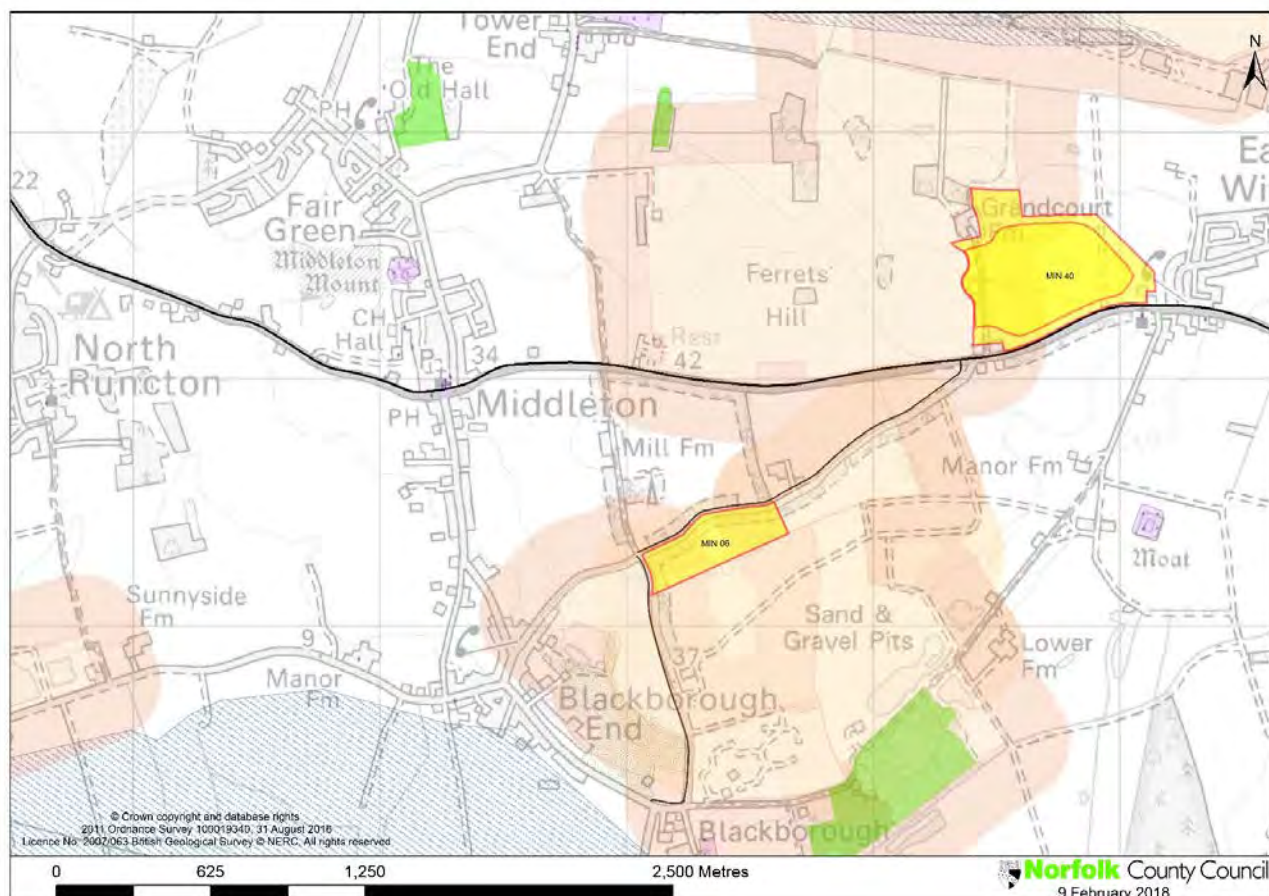 Tower
End
N
The
Old Hall
PH
22
Fair
Green
Grandcourt
Fm
Ea
Wi
MIN 40
Middleton
Mount
Ferrets'
Hill
CH
Hall
P
34
42
North
Runcton
Middleton
PH
Mill Fm
Manor Fm
MIN 06
Moat
Sunnyside
Fm
9
Sand &
Gravel Pits
Lower
Fm
37
Manor
Fm
Blackborough
End
Blackborough
© Crown copyright and database rights
2011 Ordnance Survey 100019340, 31 August 2016
Licence No. 2007/063 British Geological Survey © NERC. All rights reserved
0 625 1,250 2,500 Metres
Norfolk County Council
9 February 2018